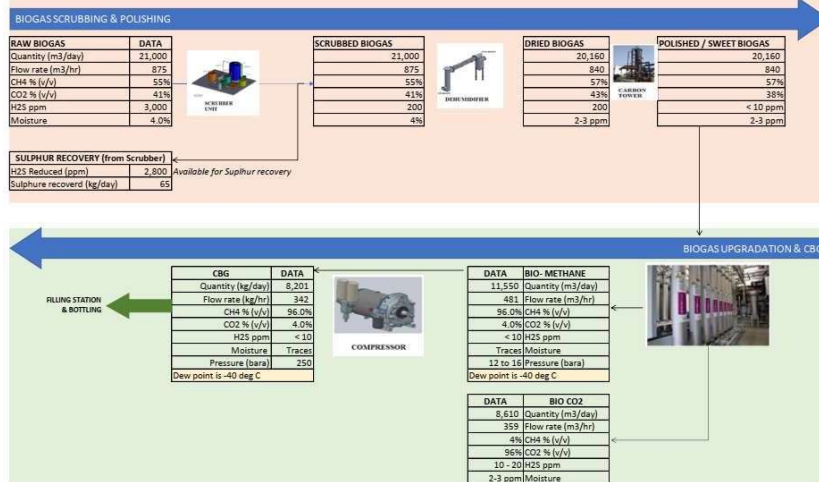 BIOGAS SCRUBBING & POLISHING
RAW BIOGAS DATA
Quantity (m3/day) 21,000
Flow rate (m3/hr) 875
CH4 % (v/v) 55%
CO2 % (v/v) 41%
H2S ppm 3,000
Moisture 4.0%
SCRUBBER
UNIT
SCRUBBED BIOGAS
21,000
875
55%
41%
200
4%
DEHUMIDIFIER
DRIED BIOGAS
20,160
840
57%
43%
200
2-3 ppm
CARBON
TOWER
POLISHED / SWEET BIOGAS
20,160
840
57%
38%
< 10 ppm
2-3 ppm
SULPHUR RECOVERY (from Scrubber)
H2S Reduced (ppm) 2,800 Available for Suplhur recovery
Sulphure recoverd (kg/day) 65
BIOGAS UPGRADATION & CBG
FILLING STATION
& BOTTLING
CBG DATA
Quantity (kg/day) 8,201
Flow rate (kg/hr) 342
CH4 % (v/v) 96.0%
CO2 % (v/v) 4.0%
H2S ppm < 10
Moisture Traces
Pressure (bara) 250
Dew point is -40 deg C
COMPRESSOR
DATA BIO- METHANE
11,550 Quantity (m3/day)
481 Flow rate (m3/hr)
96.0% CH4 % (v/v)
4.0% CO2 % (v/v)
< 10 H2S ppm
Traces Moisture
12 to 16 Pressure (bara)
Dew point is -40 deg C
DATA BIO CO2
8,610 Quantity (m3/day)
359 Flow rate (m3/hr)
4% CH4 % (v/v)
96% CO2 % (v/v)
10 - 20 H2S ppm
2-3 ppm Moisture